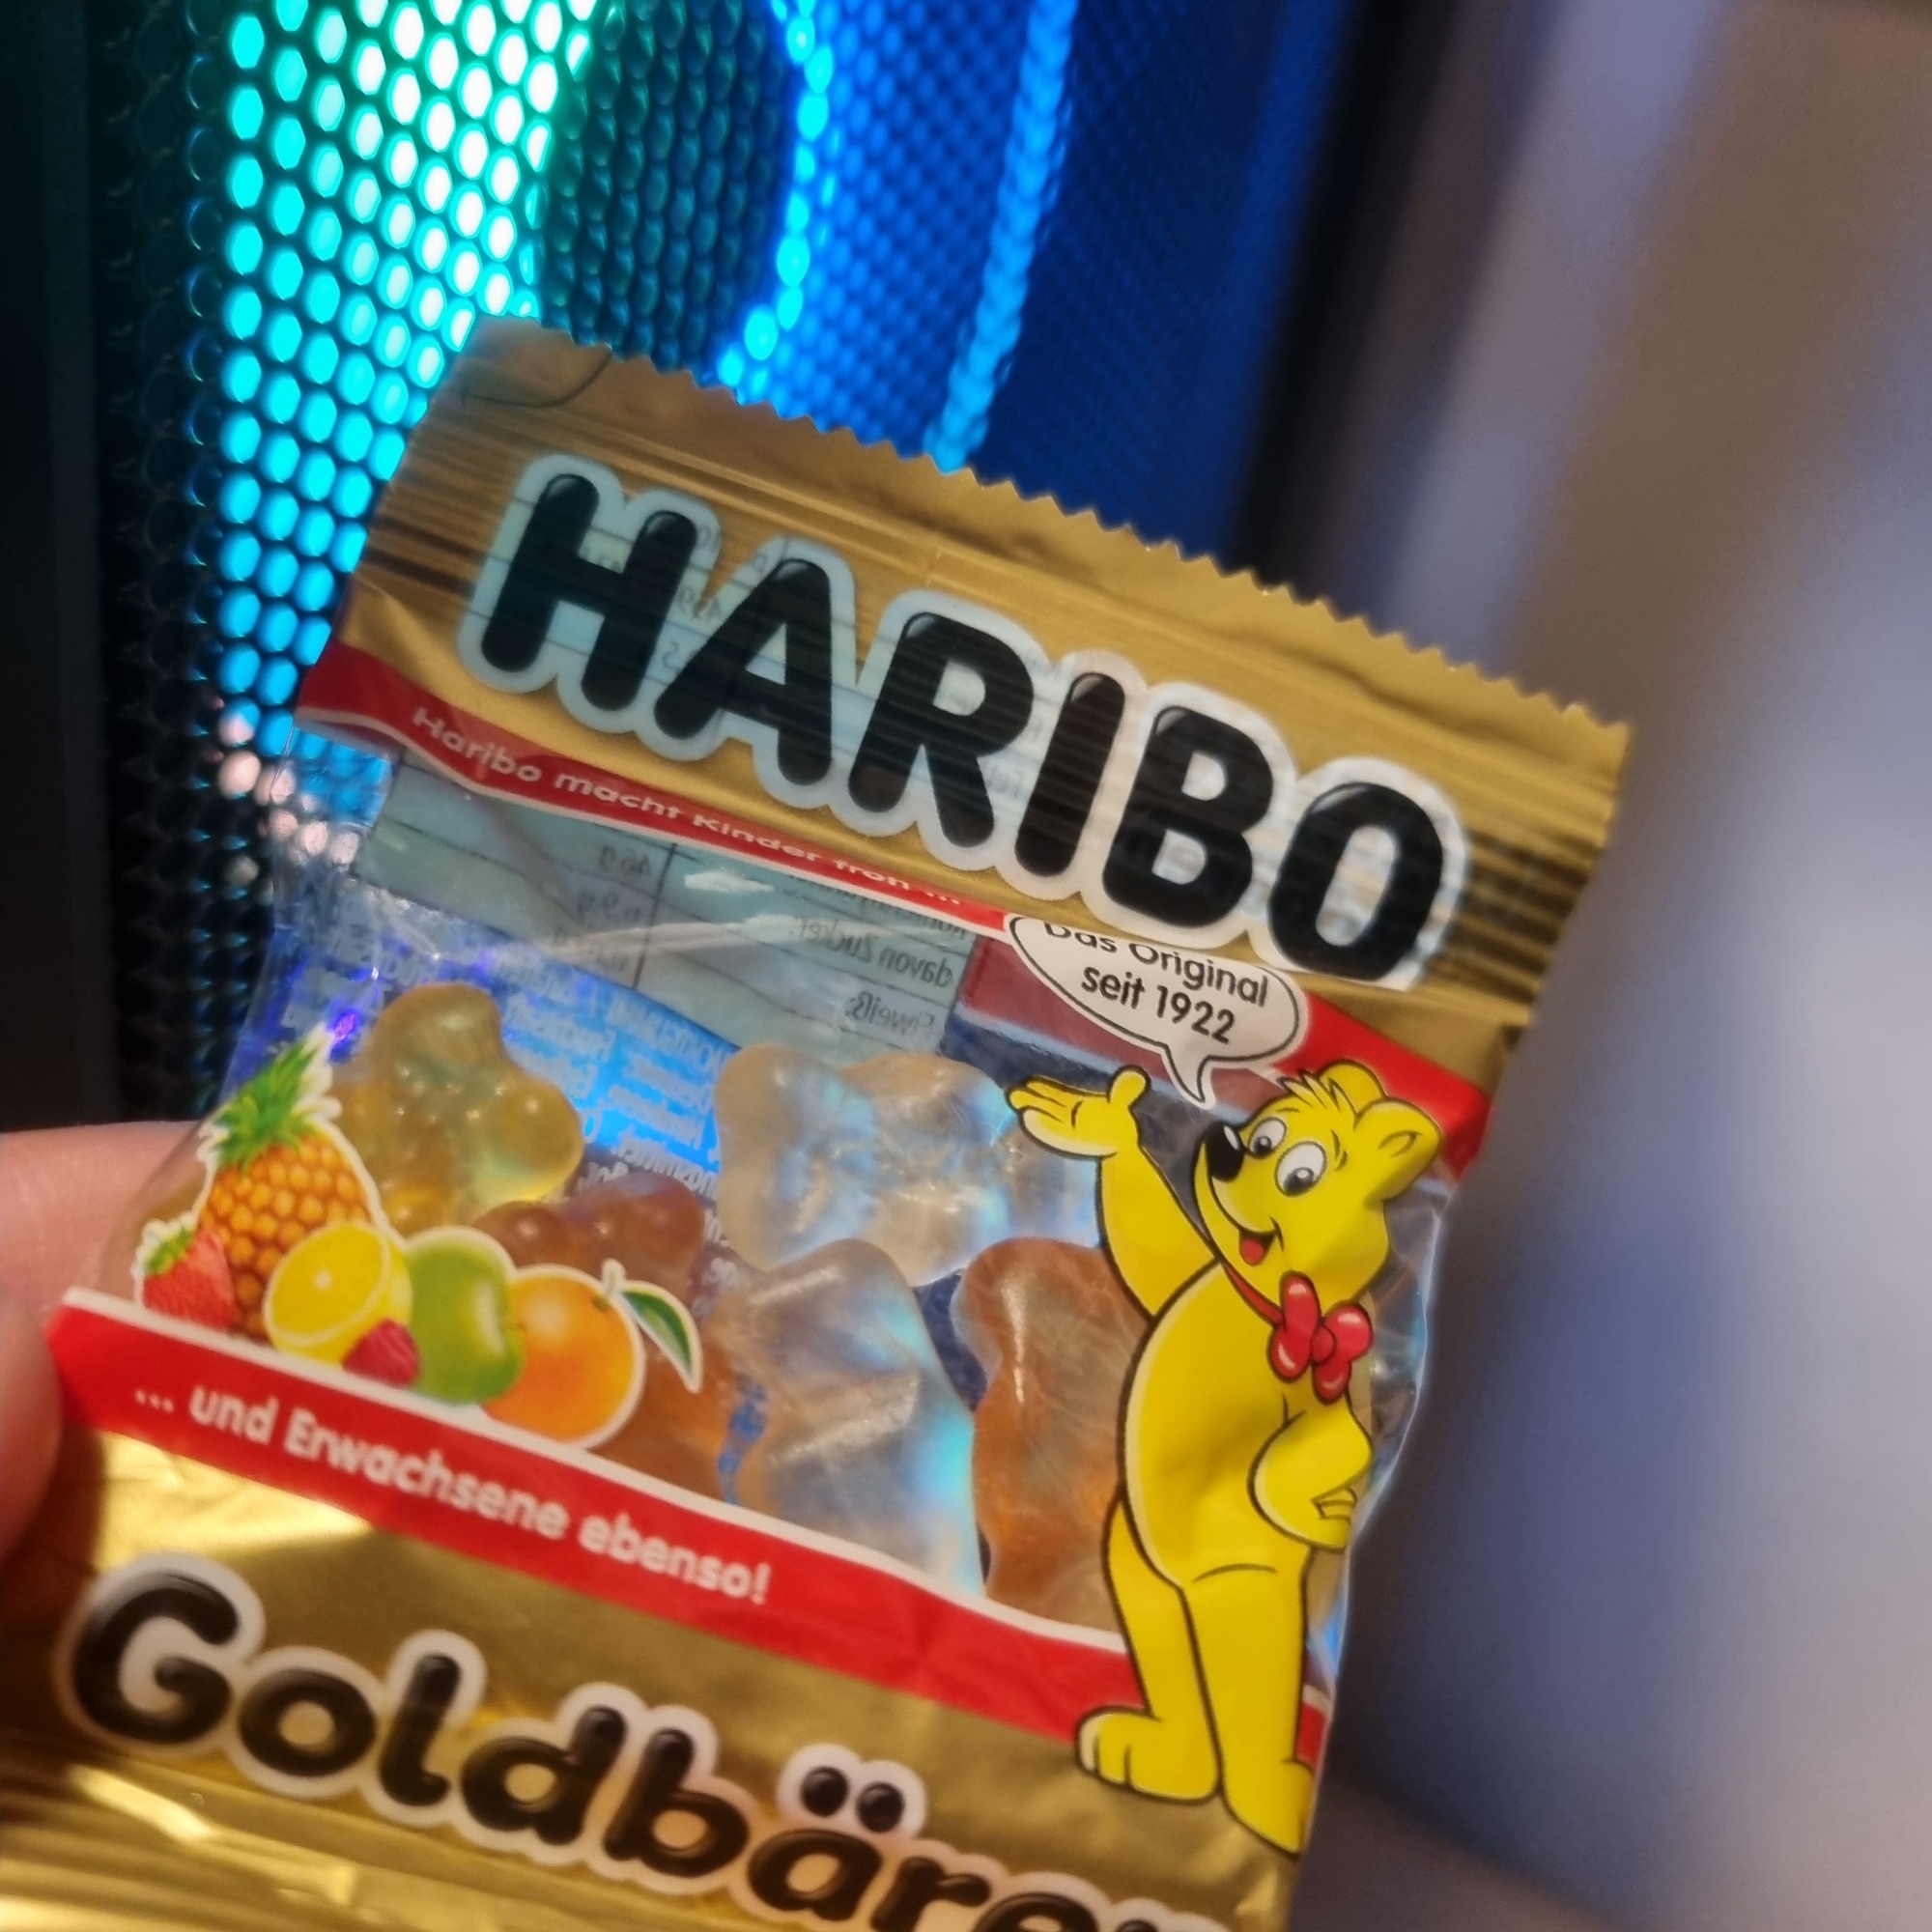 HARIBO
Haribo macht Kinder froh ...
Das Original
seit 1922
davon Zucker:
Eiweiß:
... und Erwachsene ebenso!
Goldbären